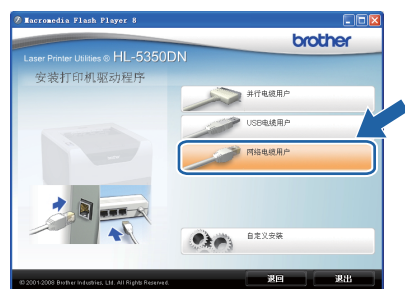 Macromedia Flash Player 8
brother
Laser Printer Utilities ® HL-5350DN
安装打印机驱动程序
并行电缆用户
USB电缆用户
网络电缆用户
自定义安装
© 2001-2008 Brother Industries, Ltd. All Rights Reserved.
退回
退出